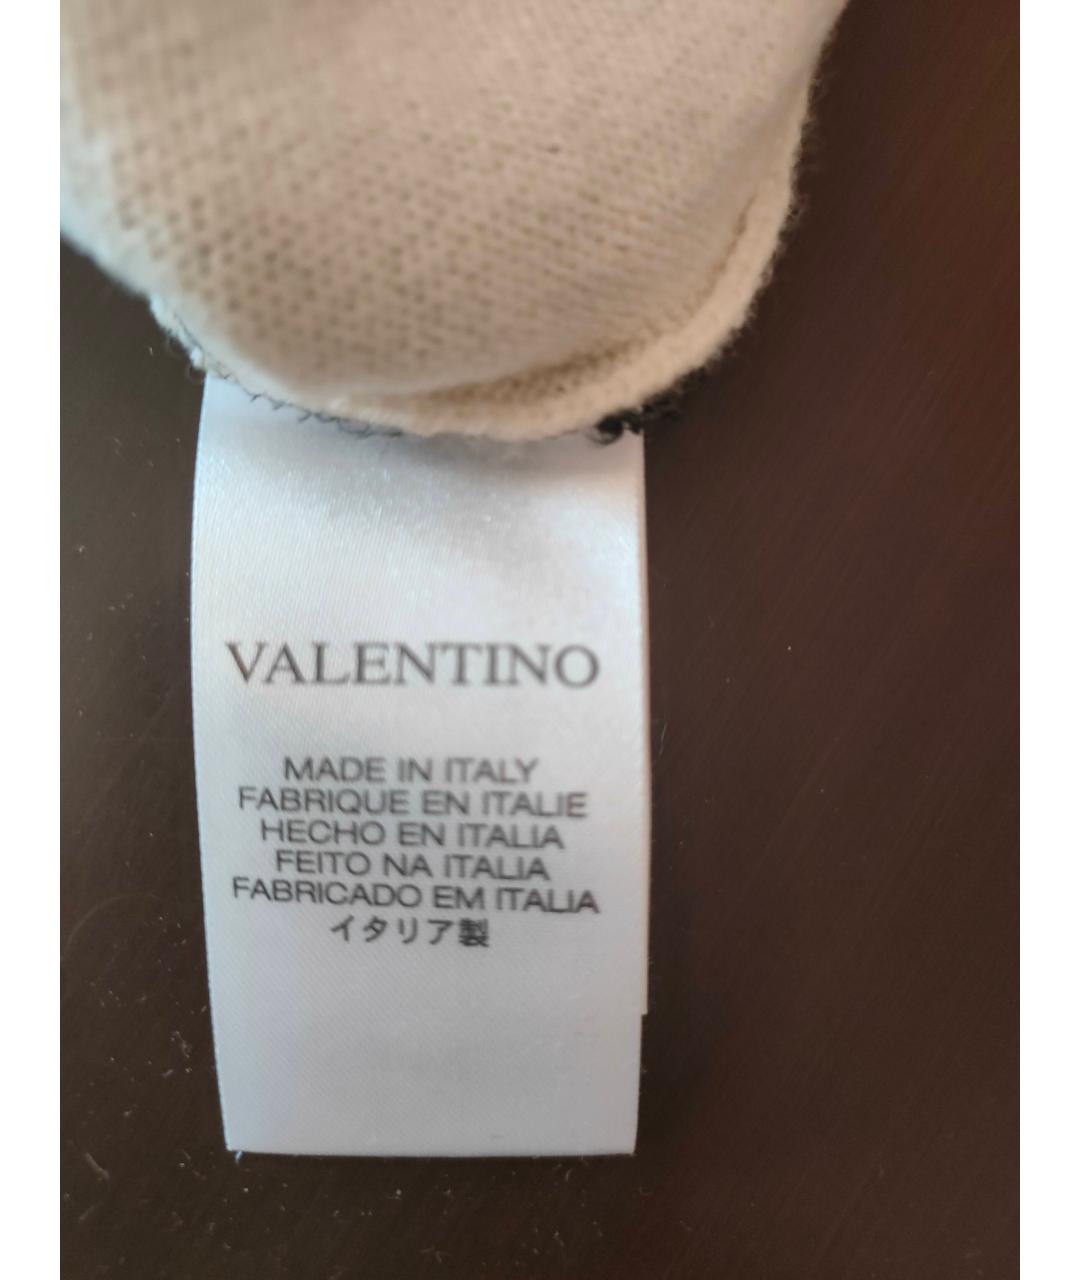 VALENTINO
MADE IN ITALY
FABRIQUE EN ITALIE
HECHO EN ITALIA
FEITO NA ITALIA
FABRICADO EM ITALIA
イタリア製